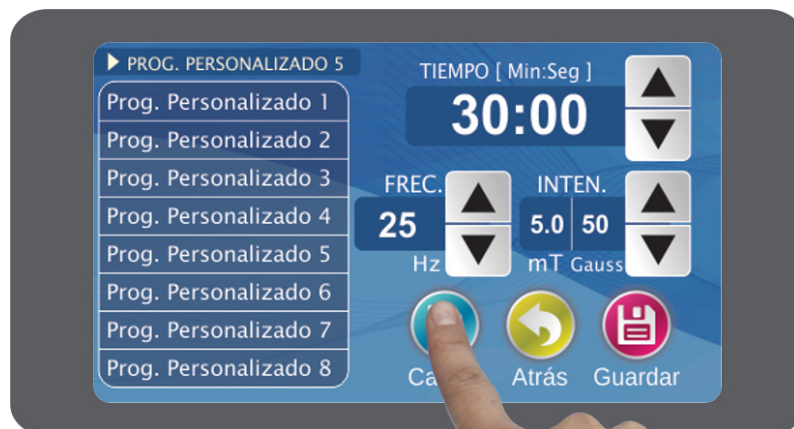 PROG. PERSONALIZADO 5
Prog. Personalizado 1
Prog. Personalizado 2
Prog. Personalizado 3
Prog. Personalizado 4
Prog. Personalizado 5
Prog. Personalizado 6
Prog. Personalizado 7
Prog. Personalizado 8
TIEMPO [ Min:Seg ]
30:00
FREC.
25
Hz
INTEN.
5.0 50
mT Gauss
Atrás
Guardar